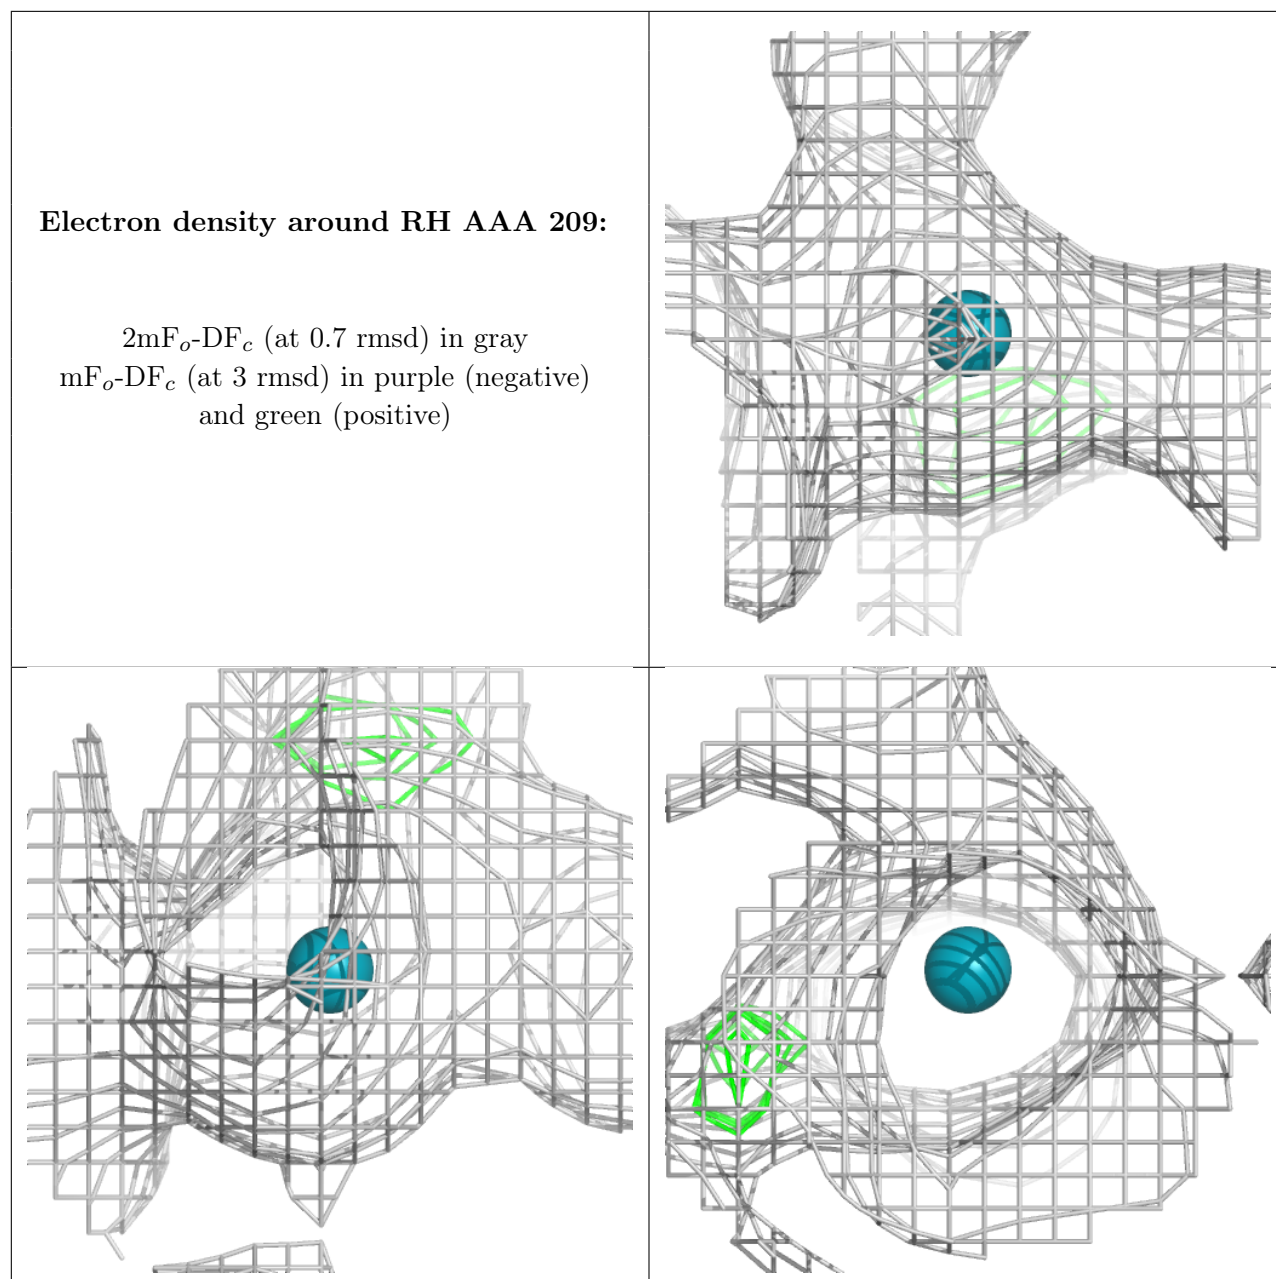 Electron density around RH AAA 209:
2mFo-DFc (at 0.7 rmsd) in gray
mFo-DFc (at 3 rmsd) in purple (negative)
and green (positive)